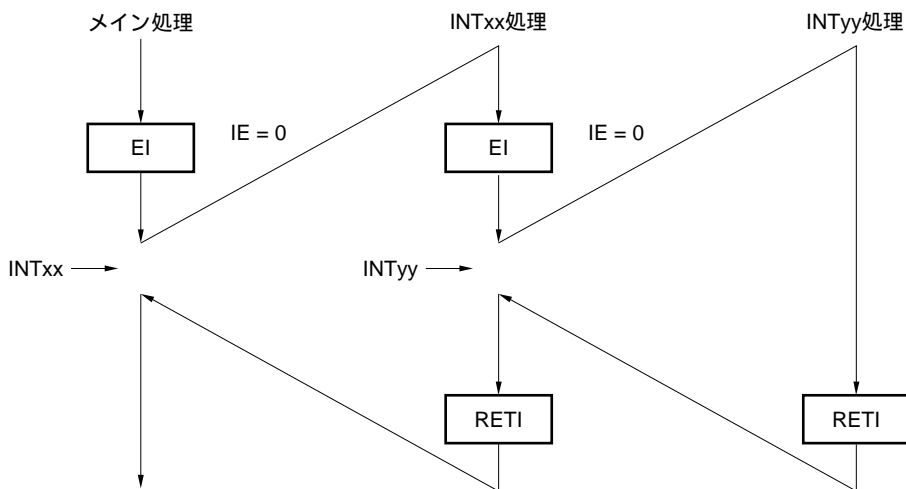 メイン処理
INTxx処理
INTyy処理
EI
IE = 0
EI
IE = 0
INTxx
INTyy
RETI
RETI